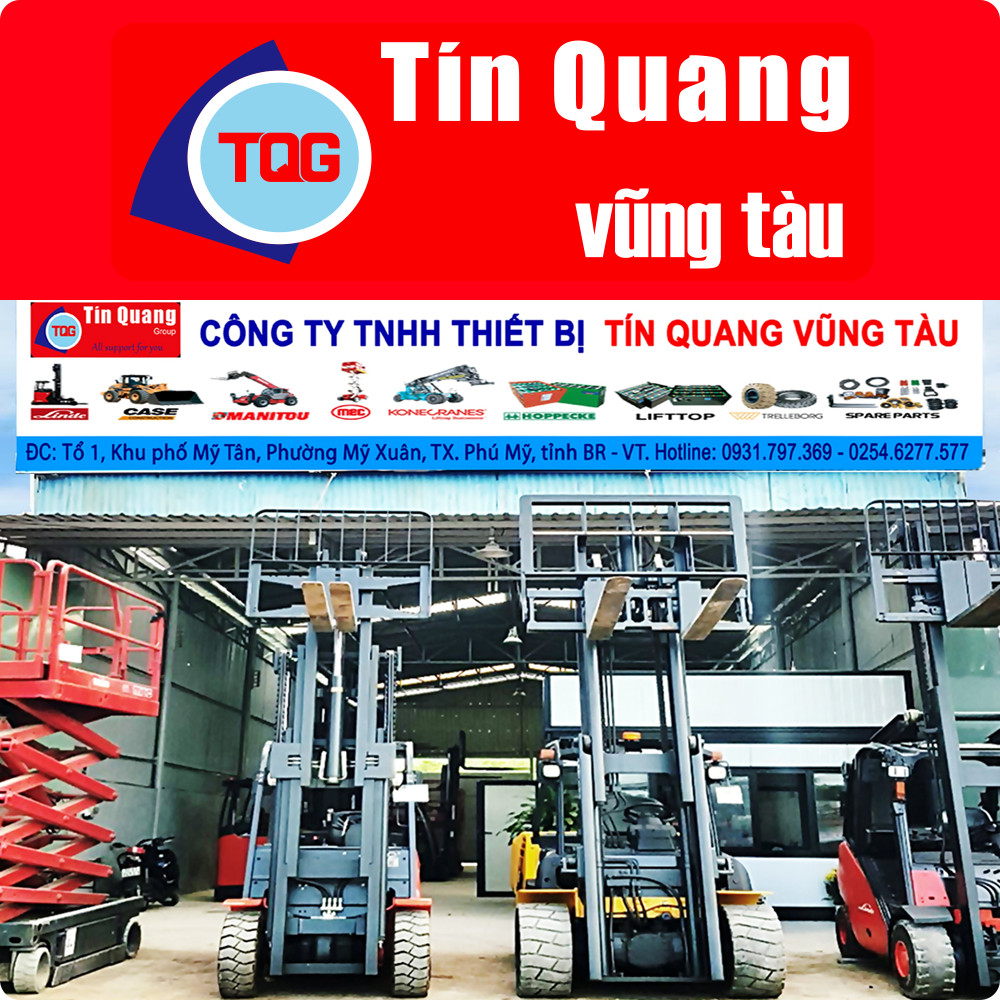 TQG
Tín Quang
vũng tàu
TQG
Tín Quang
Group
All support for you
CÔNG TY TNHH THIẾT BỊ TÍN QUANG VŨNG TÀU
Linde
CASE
MANITOU
MEC
KONECRANES
HOPPECKE
LIFTTOP
TRELLEBORG
SPARE PARTS
ĐC: Tổ 1, Khu phố Mỹ Tân, Phường Mỹ Xuân, TX. Phú Mỹ, tỉnh BR - VT. Hotline: 0931.797.369 - 0254.6277.577